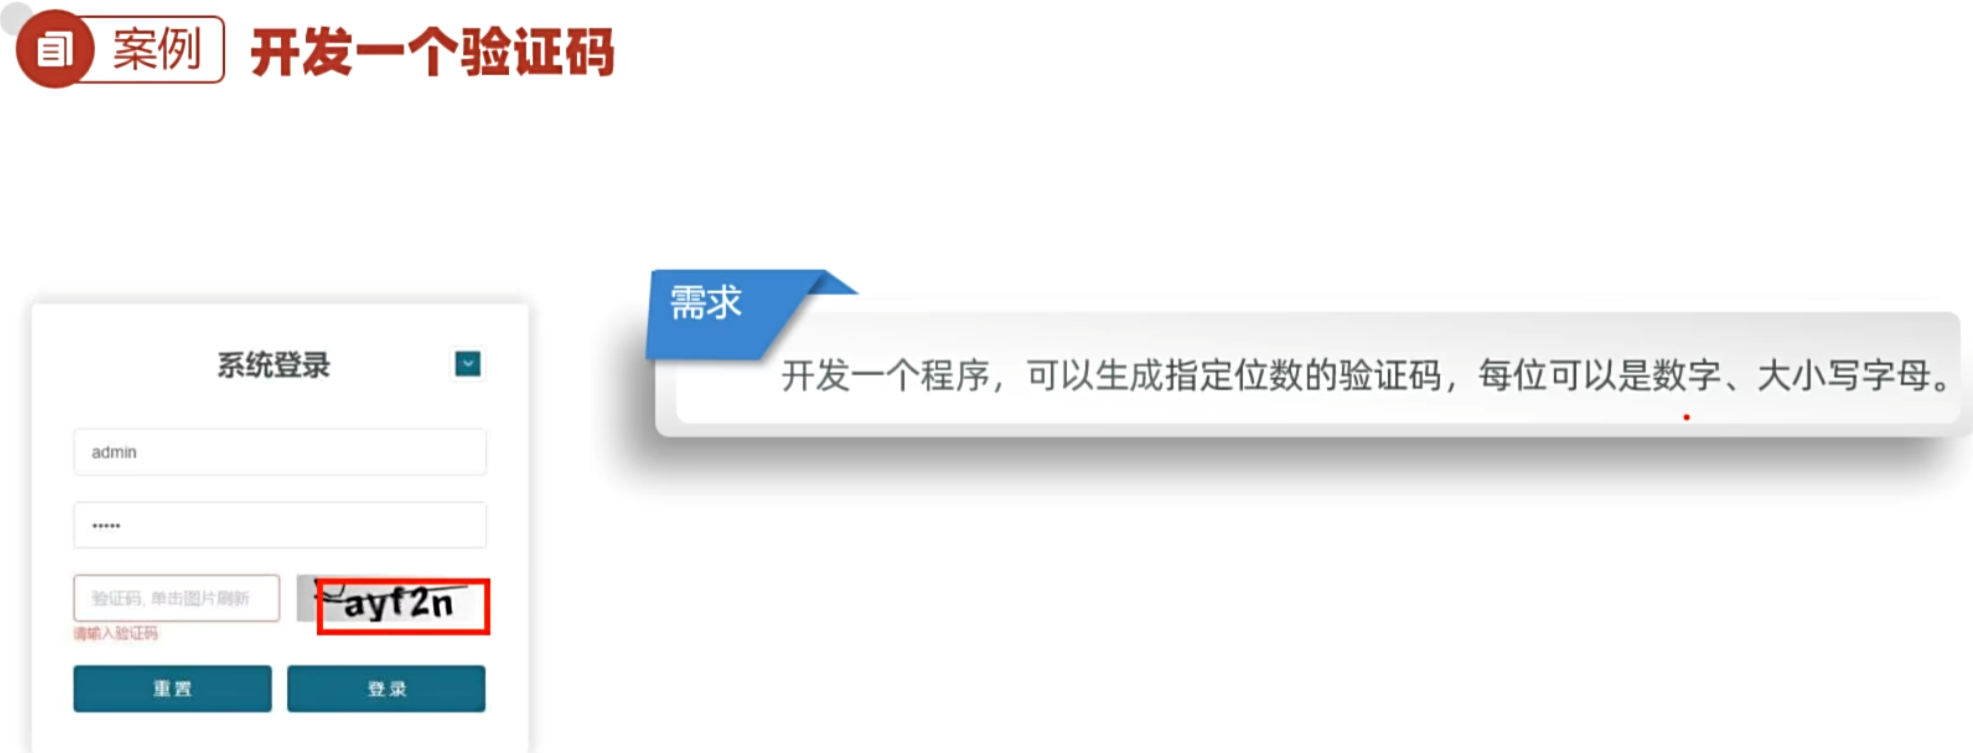 案例
开发一个验证码
需求
开发一个程序，可以生成指定位数的验证码，每位可以是数字、大小写字母。
系统登录
admin
•••••
验证码, 单击图片刷新
ayf2n
请输入验证码
重置
登录